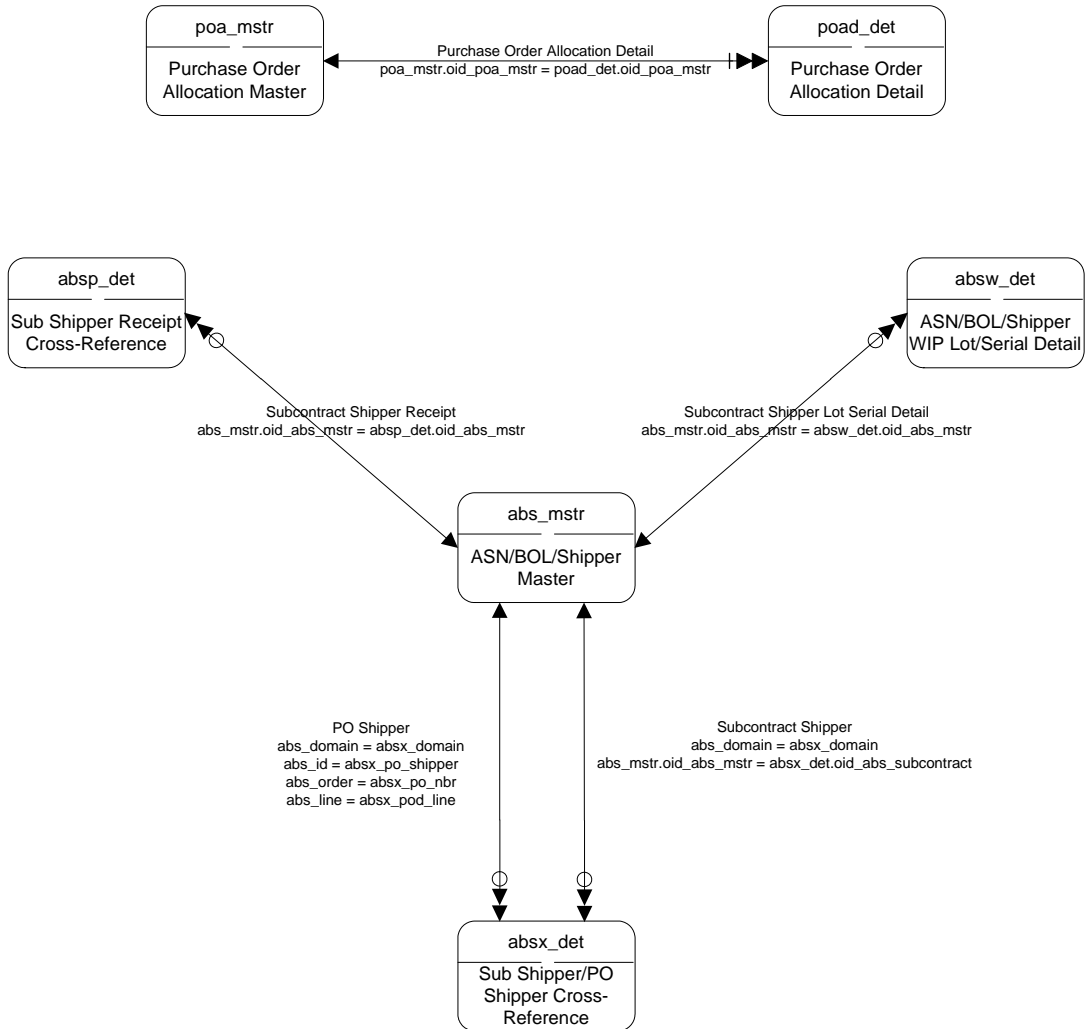 poa_mstr
Purchase Order
Allocation Master
Purchase Order Allocation Detail
poa_mstr.oid_poa_mstr = poad_det.oid_poa_mstr
poad_det
Purchase Order
Allocation Detail
absp_det
Sub Shipper Receipt
Cross-Reference
absw_det
ASN/BOL/Shipper
WIP Lot/Serial Detail
Subcontract Shipper Receipt
abs_mstr.oid_abs_mstr = absp_det.oid_abs_mstr
Subcontract Shipper Lot Serial Detail
abs_mstr.oid_abs_mstr = absw_det.oid_abs_mstr
abs_mstr
ASN/BOL/Shipper
Master
PO Shipper
abs_domain = absx_domain
abs_id = absx_po_shipper
abs_order = absx_po_nbr
abs_line = absx_pod_line
Subcontract Shipper
abs_domain = absx_domain
abs_mstr.oid_abs_mstr = absx_det.oid_abs_subcontract
absx_det
Sub Shipper/PO
Shipper Cross-
Reference